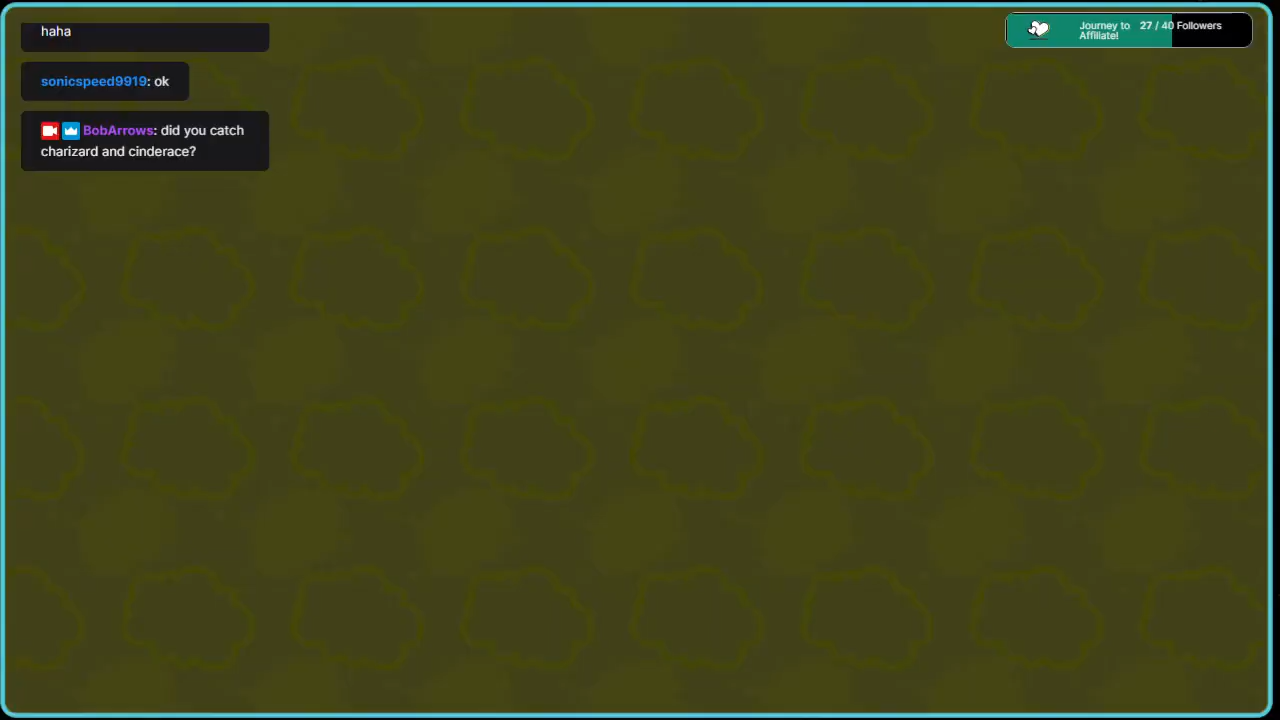 haha
sonicspeed9919: ok
BobArrows: did you catch
charizard and cinderace?
Journey to 27 / 40 Followers
Affiliate!